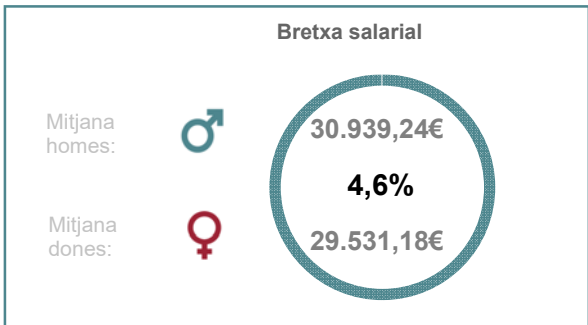 Bretxa salarial
Mitjana
homes:
30.939,24€
4,6%
Mitjana
dones:
29.531,18€